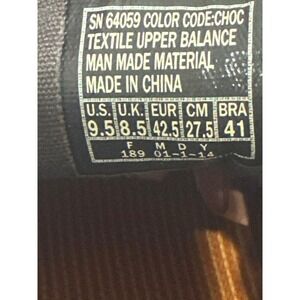 SN 64059 COLOR CODE:CHOC
TEXTILE UPPER BALANCE
MAN MADE MATERIAL
MADE IN CHINA
U.S. U.K. EUR CM BRA
9.5 8.5 42.5 27.5 41
F M D Y
189 01-1-14